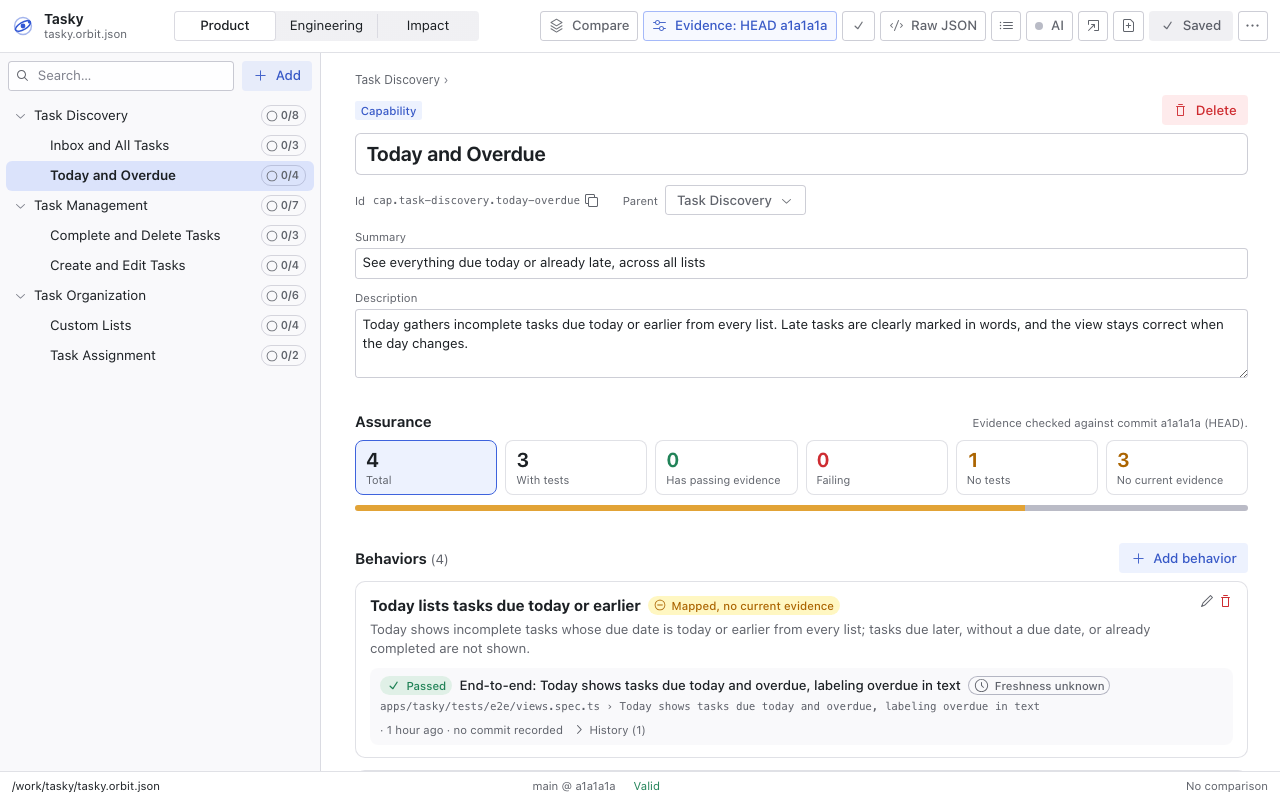 Tasky
tasky.orbit.json
Product
Engineering
Impact
Compare
Evidence: HEAD a1a1a1a
Raw JSON
AI
Saved
Search...
Add
Task Discovery 0/8
Inbox and All Tasks 0/3
Today and Overdue 0/4
Task Management 0/7
Complete and Delete Tasks 0/3
Create and Edit Tasks 0/4
Task Organization 0/6
Custom Lists 0/4
Task Assignment 0/2
Task Discovery ›
Capability
Delete
Today and Overdue
Id cap.task-discovery.today-overdue
Parent Task Discovery
Summary
See everything due today or already late, across all lists
Description
Today gathers incomplete tasks due today or earlier from every list. Late tasks are clearly marked in words, and the view stays correct when
the day changes.
Assurance
Evidence checked against commit a1a1a1a (HEAD).
4
Total
3
With tests
0
Has passing evidence
0
Failing
1
No tests
3
No current evidence
Behaviors (4)
Add behavior
Today lists tasks due today or earlier
Mapped, no current evidence
Today shows incomplete tasks whose due date is today or earlier from every list; tasks due later, without a due date, or already
completed are not shown.
Passed
End-to-end: Today shows tasks due today and overdue, labeling overdue in text
Freshness unknown
apps/tasky/tests/e2e/views.spec.ts › Today shows tasks due today and overdue, labeling overdue in text
· 1 hour ago · no commit recorded
History (1)
/work/tasky/tasky.orbit.json
main @ a1a1a1a
Valid
No comparison